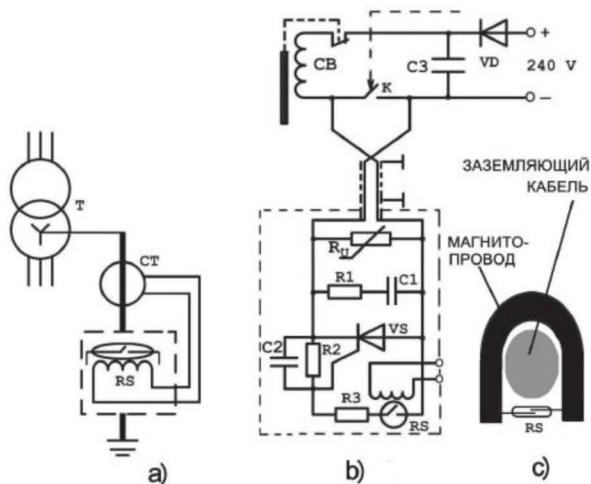 T
CT
RS
a)
CB
C3
VD
+
240 V
−
K
RU
R1
C1
C2
R2
VS
R3
RS
b)
ЗАЗЕМЛЯЮЩИЙ
КАБЕЛЬ
МАГНИТО-
ПРОВОД
RS
c)